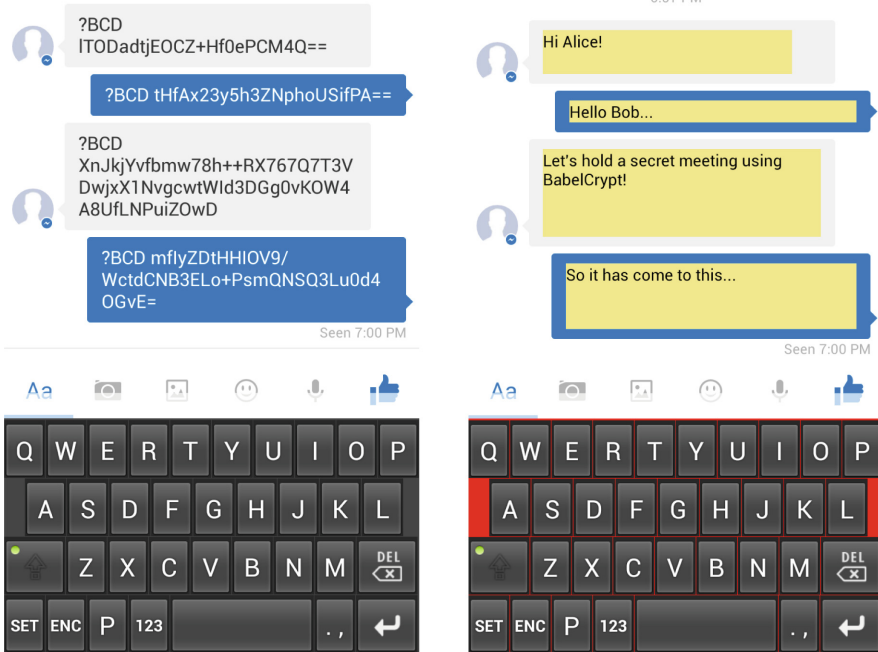 ?BCD
lTODadtjEOCZ+Hf0ePCM4Q==
?BCD tHfAx23y5h3ZNphoUSifPA==
?BCD
XnJkjYvfbmw78h++RX767Q7T3V
DwjxX1NvgcwtWId3DGg0vKOW4
A8UfLNPuiZOwD
?BCD mfIyZDtHHIOV9/
WctdCNB3ELo+PsmQNSQ3Lu0d4
OGvE=
Seen 7:00 PM
Aa
Q W E R T Y U I O P
A S D F G H J K L
Z X C V B N M DEL
SET ENC P 123 . ,
Hi Alice!
Hello Bob...
Let's hold a secret meeting using
BabelCrypt!
So it has come to this...
Seen 7:00 PM
Aa
Q W E R T Y U I O P
A S D F G H J K L
Z X C V B N M DEL
SET ENC P 123 . ,